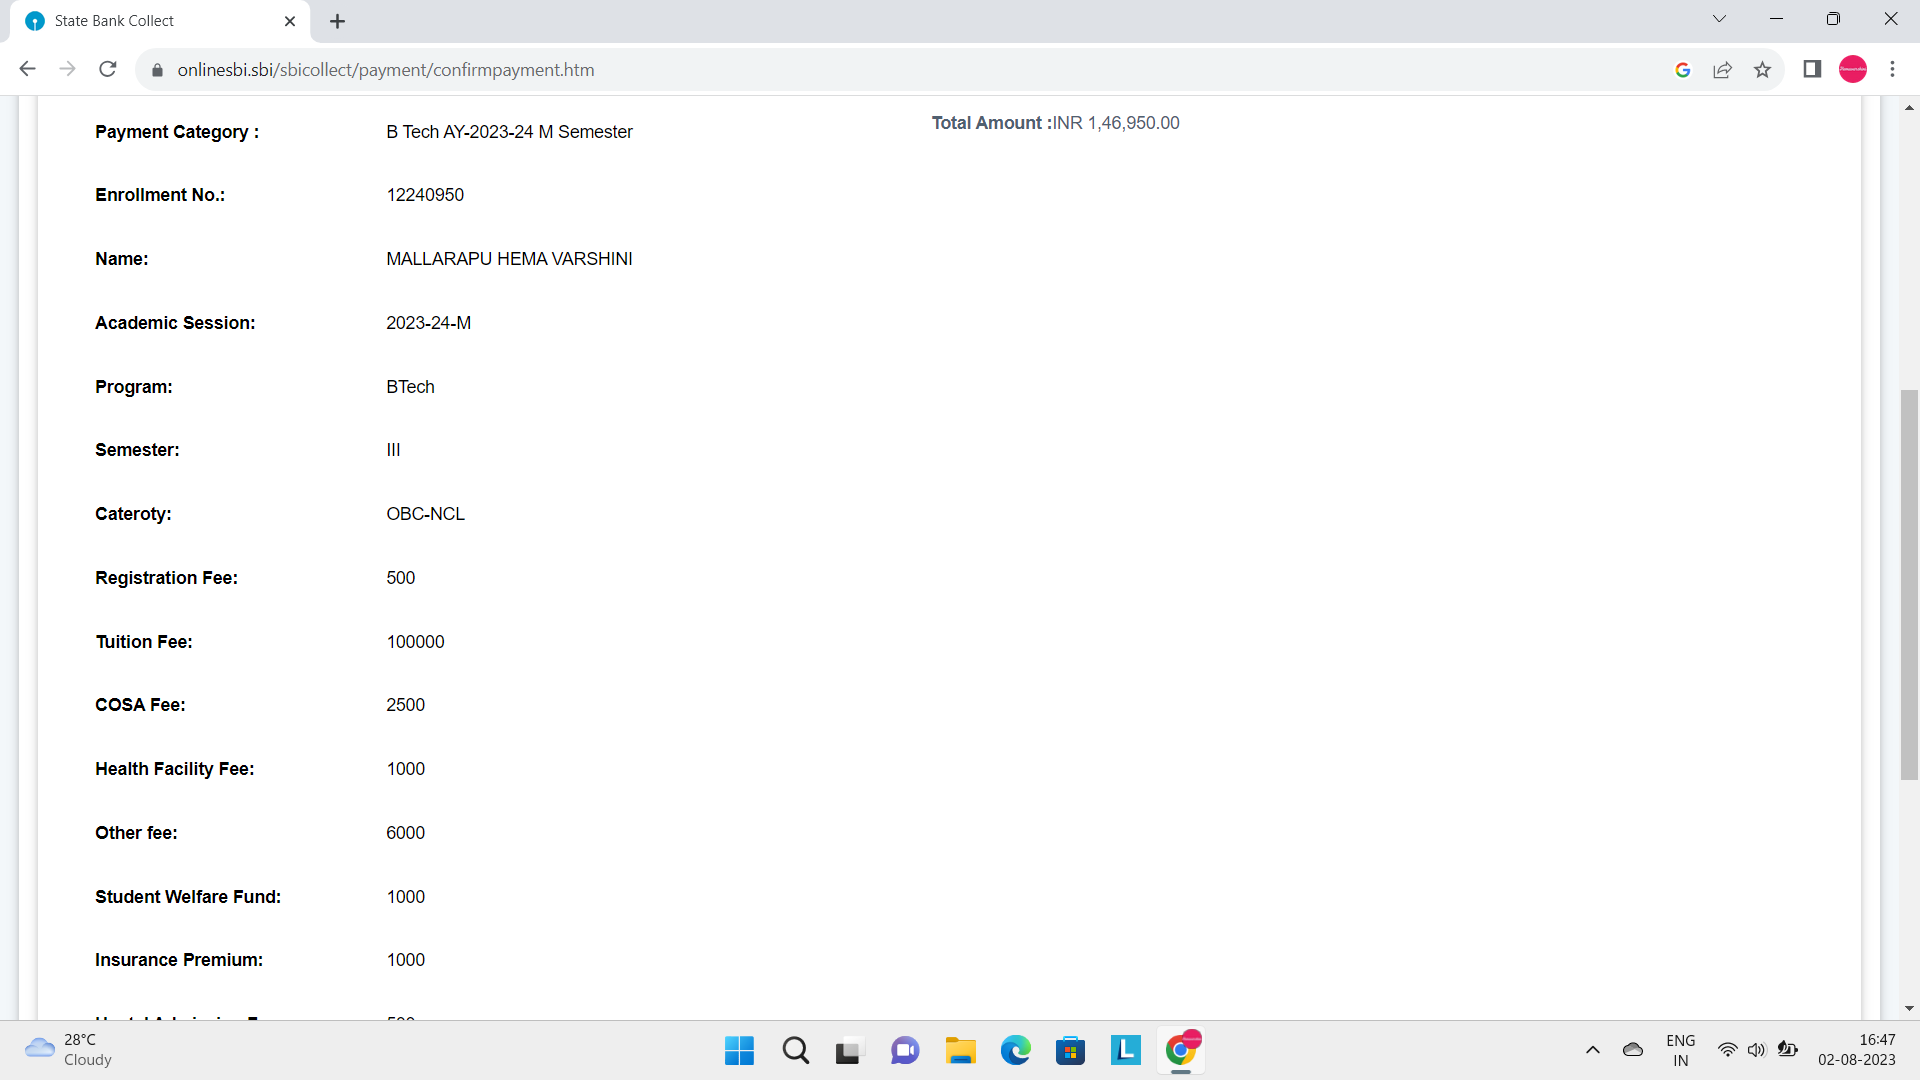 State Bank Collect
onlinesbi.sbi/sbicollect/payment/confirmpayment.htm
Payment Category : B Tech AY-2023-24 M Semester
Total Amount :INR 1,46,950.00
Enrollment No.: 12240950
Name: MALLARAPU HEMA VARSHINI
Academic Session: 2023-24-M
Program: BTech
Semester: III
Cateroty: OBC-NCL
Registration Fee: 500
Tuition Fee: 100000
COSA Fee: 2500
Health Facility Fee: 1000
Other fee: 6000
Student Welfare Fund: 1000
Insurance Premium: 1000
28°C
Cloudy
ENG
IN
16:47
02-08-2023